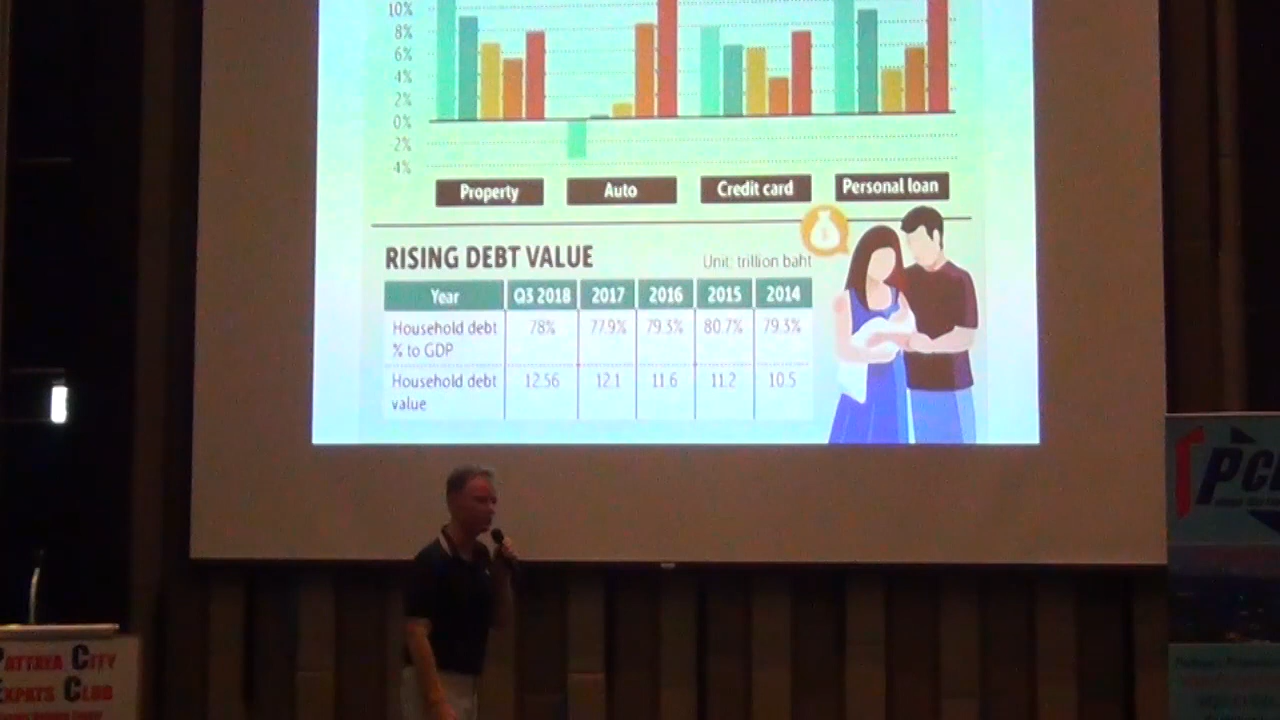 10%
8%
6%
4%
2%
0%
-2%
4%
Property Auto Credit card Personal loan
RISING DEBT VALUE
Unit: trillion baht
Year Q3 2018 2017 2016 2015 2014
Household debt % to GDP 78% 77.9% 79.3% 80.7% 79.3%
Household debt value 12.56 12.1 11.6 11.2 10.5
PATTAYA CITY
EXPATS CLUB